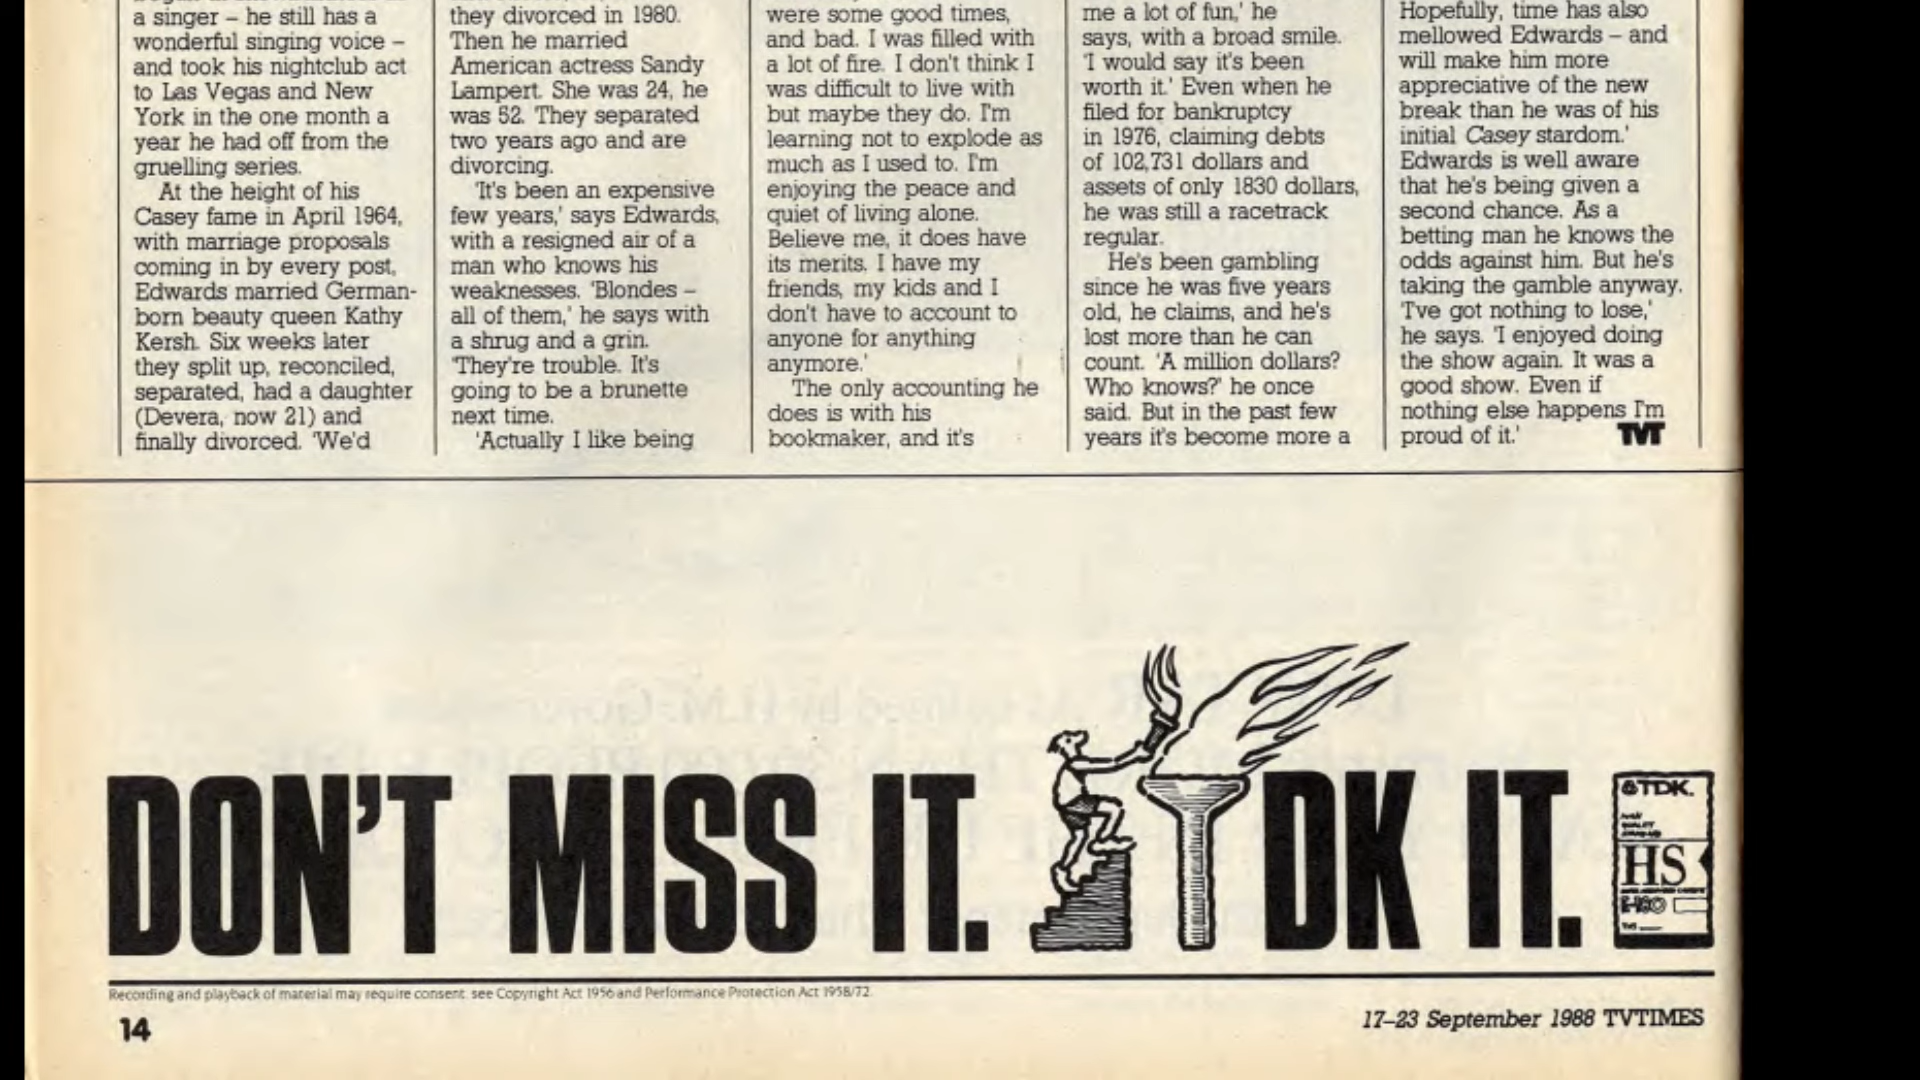 a singer – he still has a
wonderful singing voice –
and took his nightclub act
to Las Vegas and New
York in the one month a
year he had off from the
gruelling series.
At the height of his
Casey fame in April 1964,
with marriage proposals
coming in by every post,
Edwards married German-
born beauty queen Kathy
Kersh. Six weeks later
they split up, reconciled,
separated, had a daughter
(Devera, now 21) and
finally divorced. 'We'd
they divorced in 1980.
Then he married
American actress Sandy
Lampert. She was 24, he
was 52. They separated
two years ago and are
divorcing.
'It's been an expensive
few years,' says Edwards,
with a resigned air of a
man who knows his
weaknesses. 'Blondes –
all of them,' he says with
a shrug and a grin.
'They're trouble. It's
going to be a brunette
next time.
'Actually I like being
were some good times,
and bad. I was filled with
a lot of fire. I don't think I
was difficult to live with
but maybe they do. I'm
learning not to explode as
much as I used to. I'm
enjoying the peace and
quiet of living alone.
Believe me, it does have
its merits. I have my
friends, my kids and I
don't have to account to
anyone for anything
anymore.'
The only accounting he
does is with his
bookmaker, and it's
me a lot of fun,' he
says, with a broad smile.
'I would say it's been
worth it.' Even when he
filed for bankruptcy
in 1976, claiming debts
of 102,731 dollars and
assets of only 1830 dollars,
he was still a racetrack
regular.
He's been gambling
since he was five years
old, he claims, and he's
lost more than he can
count. 'A million dollars?
Who knows?' he once
said. But in the past few
years it's become more a
Hopefully, time has also
mellowed Edwards – and
will make him more
appreciative of the new
break than he was of his
initial Casey stardom.'
Edwards is well aware
that he's being given a
second chance. As a
betting man he knows the
odds against him. But he's
taking the gamble anyway.
'I've got nothing to lose,'
he says. 'I enjoyed doing
the show again. It was a
good show. Even if
nothing else happens I'm
proud of it.' TVT
DON'T MISS IT. TDK IT.
TDK.
HS
E-180
Recording and playback of material may require consent. see Copyright Act 1956 and Performance Protection Act 1958/72.
14
17–23 September 1988 TVTIMES